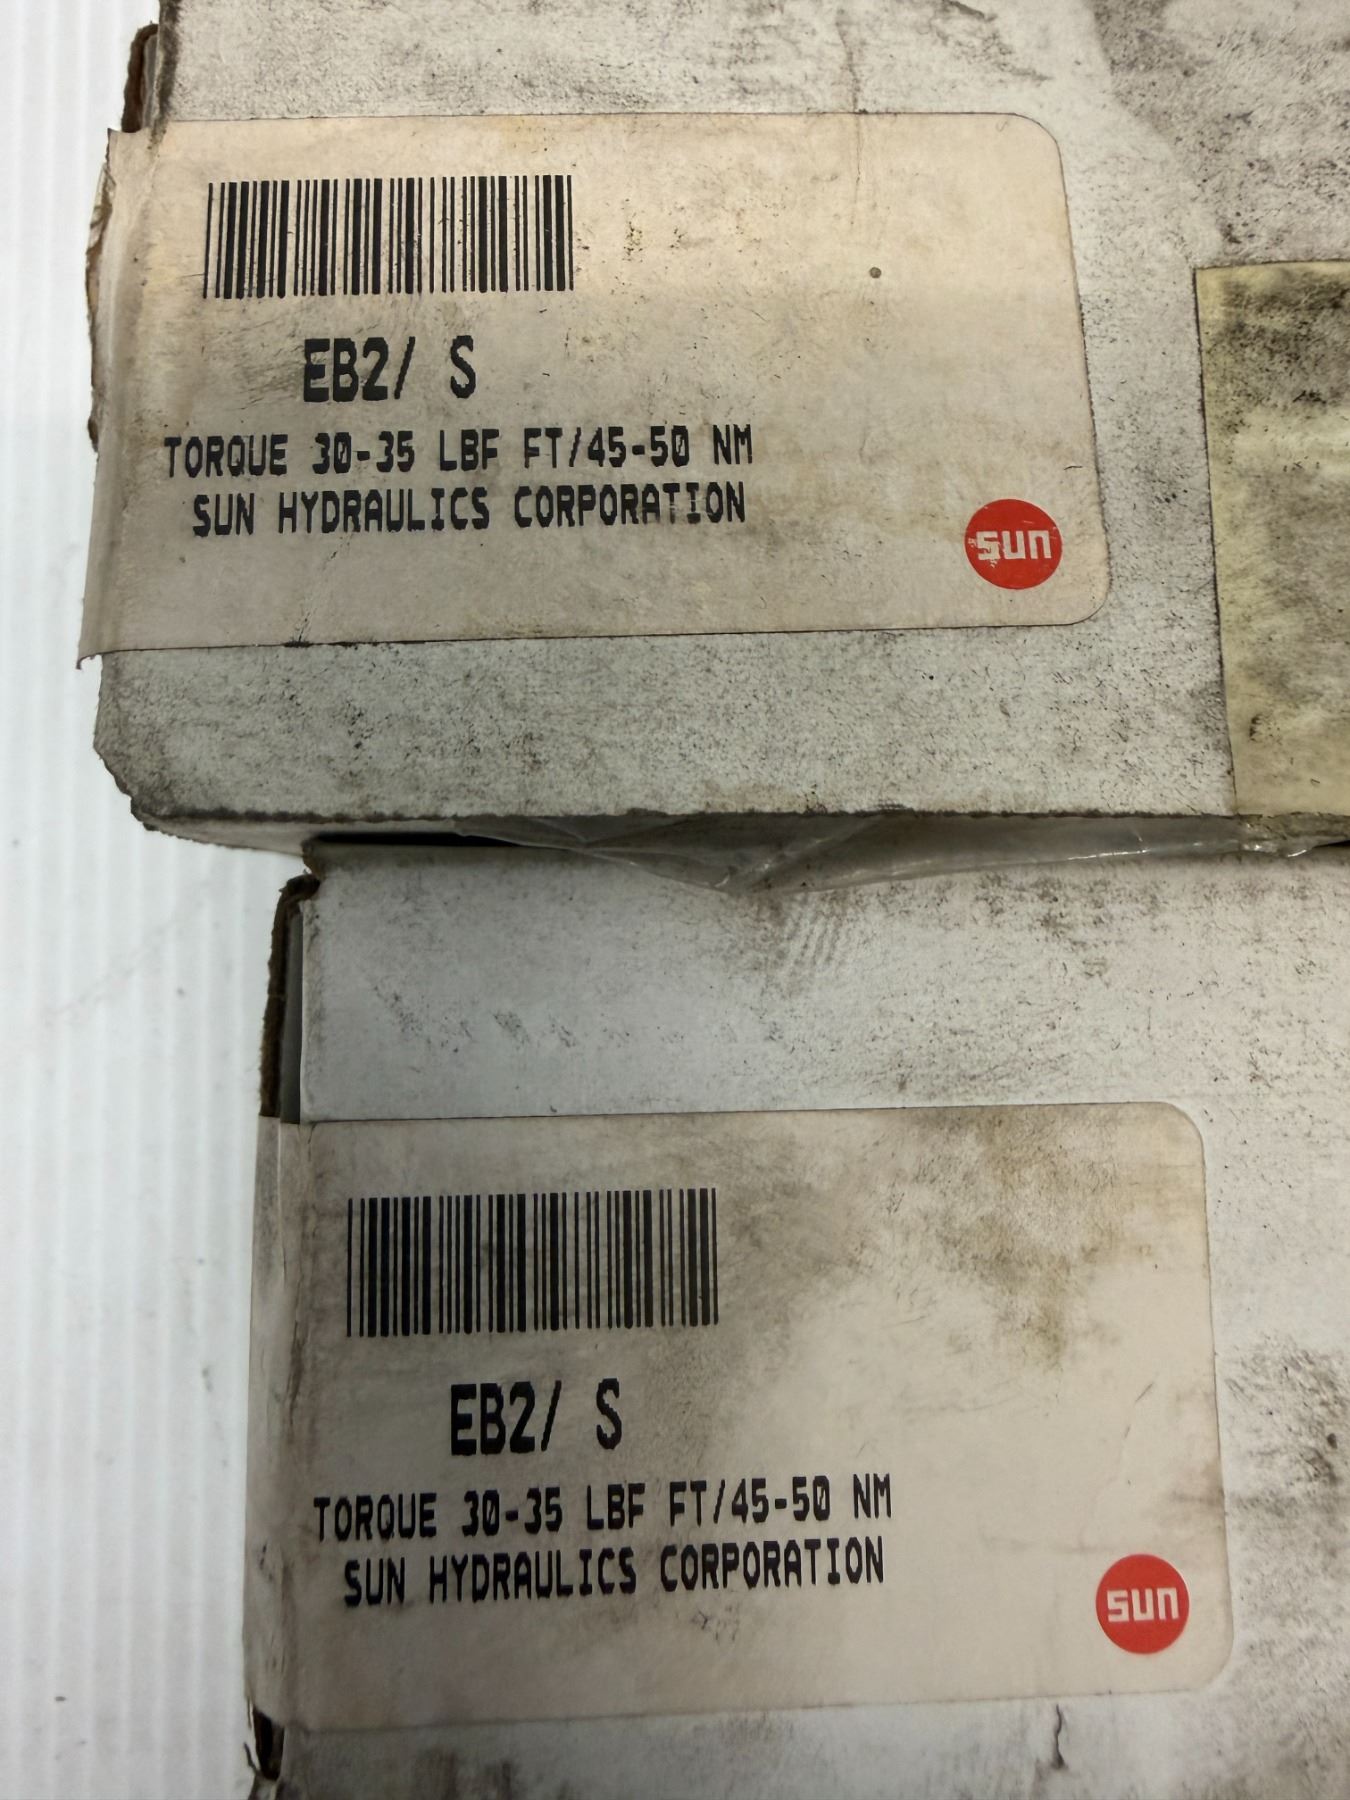 EB2/ S
TORQUE 30-35 LBF FT/45-50 NM
SUN HYDRAULICS CORPORATION
sun
EB2/ S
TORQUE 30-35 LBF FT/45-50 NM
SUN HYDRAULICS CORPORATION
sun